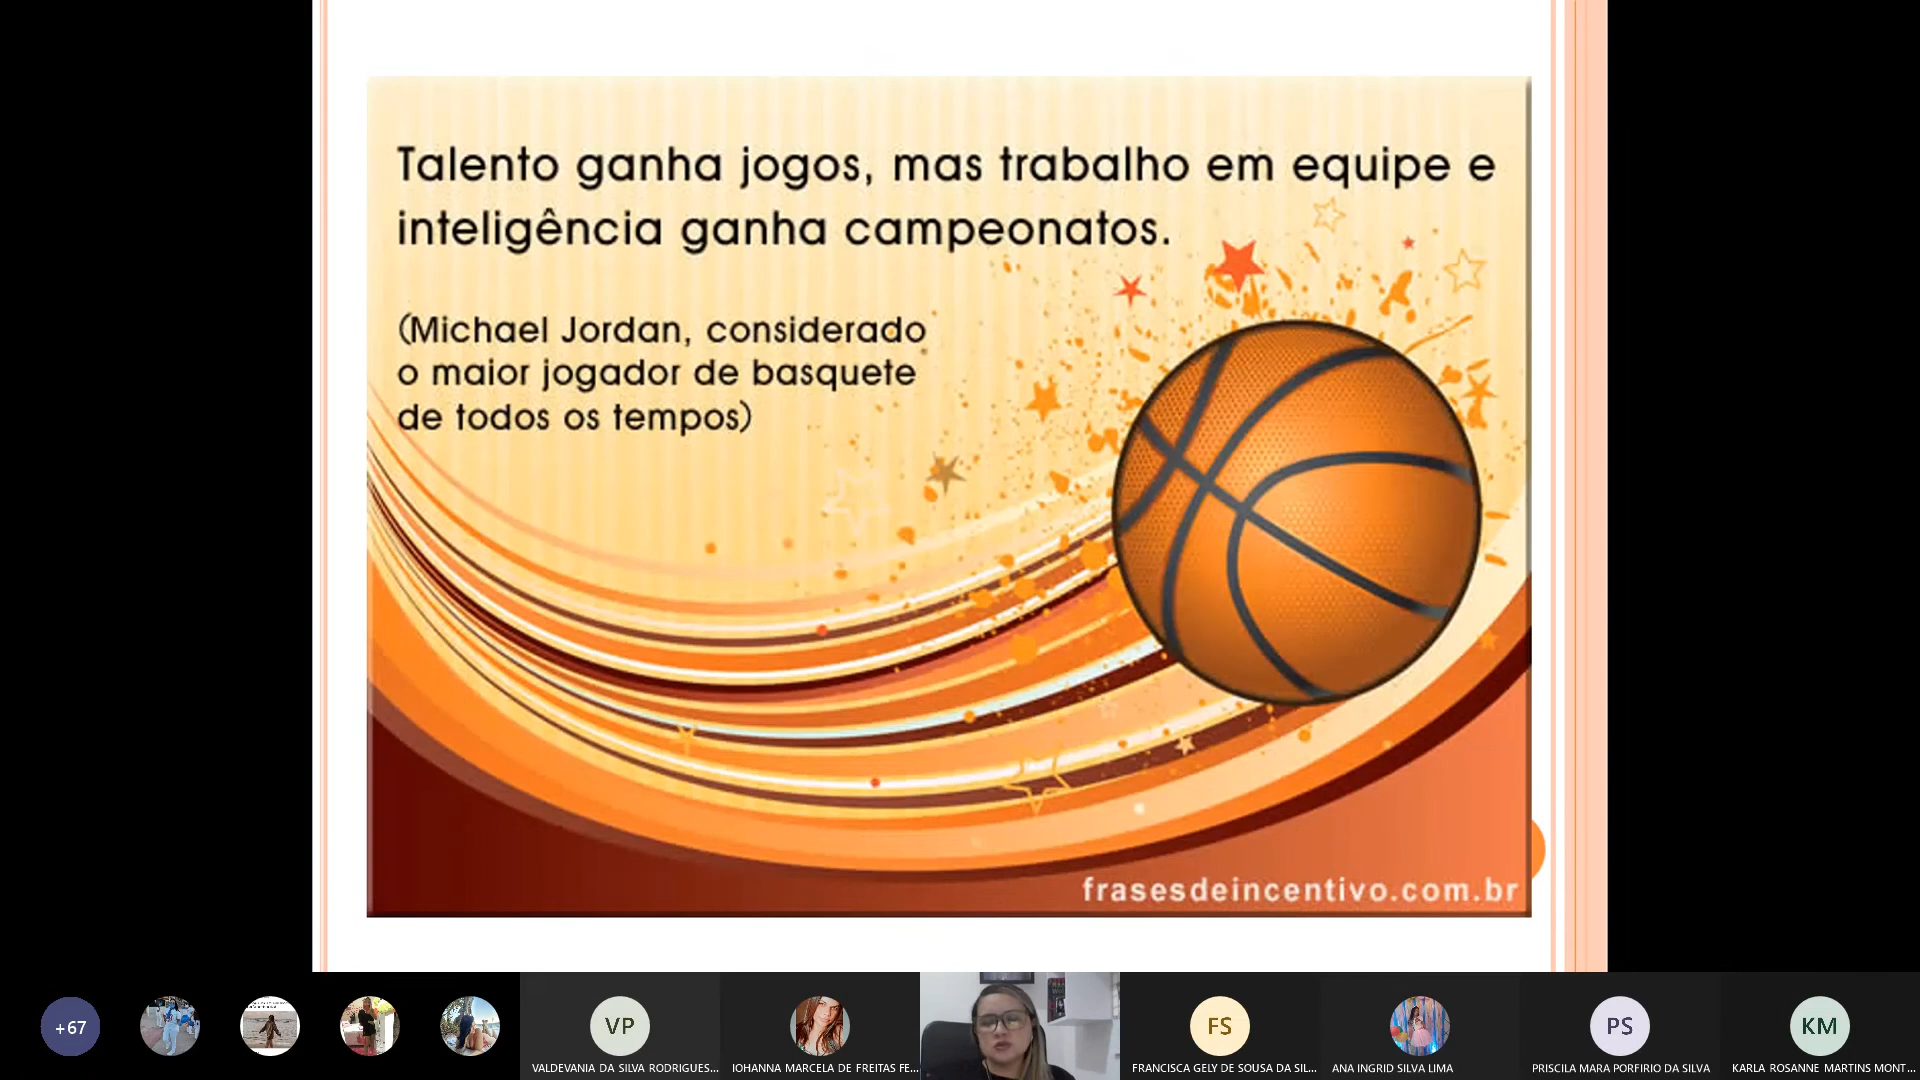 Talento ganha jogos, mas trabalho em equipe e
inteligência ganha campeonatos.
(Michael Jordan, considerado
o maior jogador de basquete
de todos os tempos)
frasesdeincentivo.com.br
+67
VP
FS
PS
KM
VALDEVANIA DA SILVA RODRIGUES...
IOHANNA MARCELA DE FREITAS FE...
FRANCISCA GELY DE SOUSA DA SIL...
ANA INGRID SILVA LIMA
PRISCILA MARA PORFIRIO DA SILVA
KARLA ROSANNE MARTINS MONT...